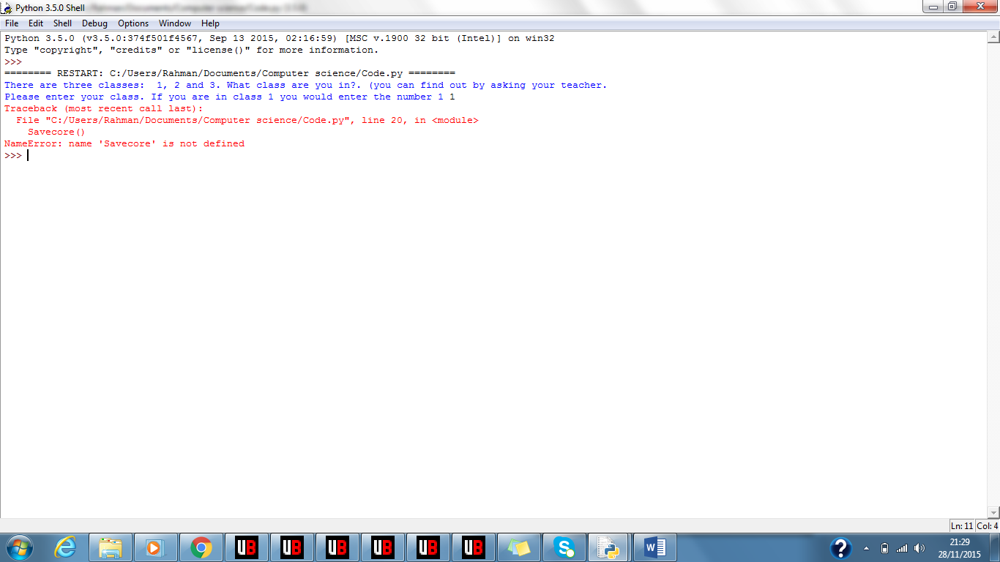 Python 3.5.0 Shell
File Edit Shell Debug Options Window Help
Python 3.5.0 (v3.5.0:374f501f4567, Sep 13 2015, 02:16:59) [MSC v.1900 32 bit (Intel)] on win32
Type "copyright", "credits" or "license()" for more information.
>>>
======== RESTART: C:/Users/Rahman/Documents/Computer science/Code.py ========
There are three classes:  1, 2 and 3. What class are you in?. (you can find out by asking your teacher.
Please enter your class. If you are in class 1 you would enter the number 1 1
Traceback (most recent call last):
  File "C:/Users/Rahman/Documents/Computer science/Code.py", line 20, in <module>
    Savecore()
NameError: name 'Savecore' is not defined
>>>
Ln: 11 Col: 4
UB UB UB UB UB UB S W ? 21:29
28/11/2015